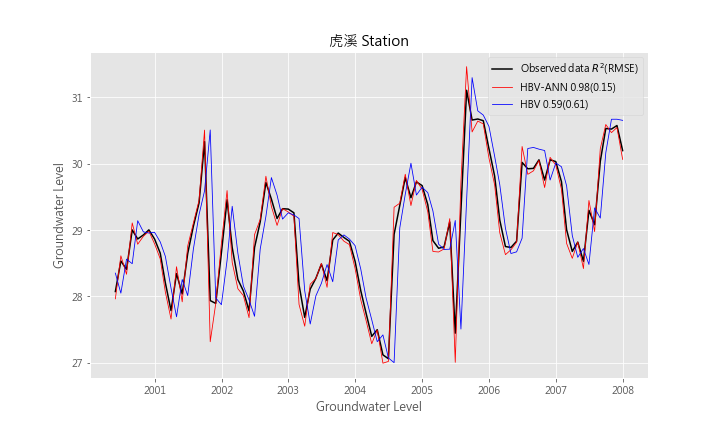 虎溪 Station
Observed data R²(RMSE)
HBV-ANN 0.98(0.15)
HBV 0.59(0.61)
Groundwater Level
31
30
29
28
27
2001 2002 2003 2004 2005 2006 2007 2008
Groundwater Level